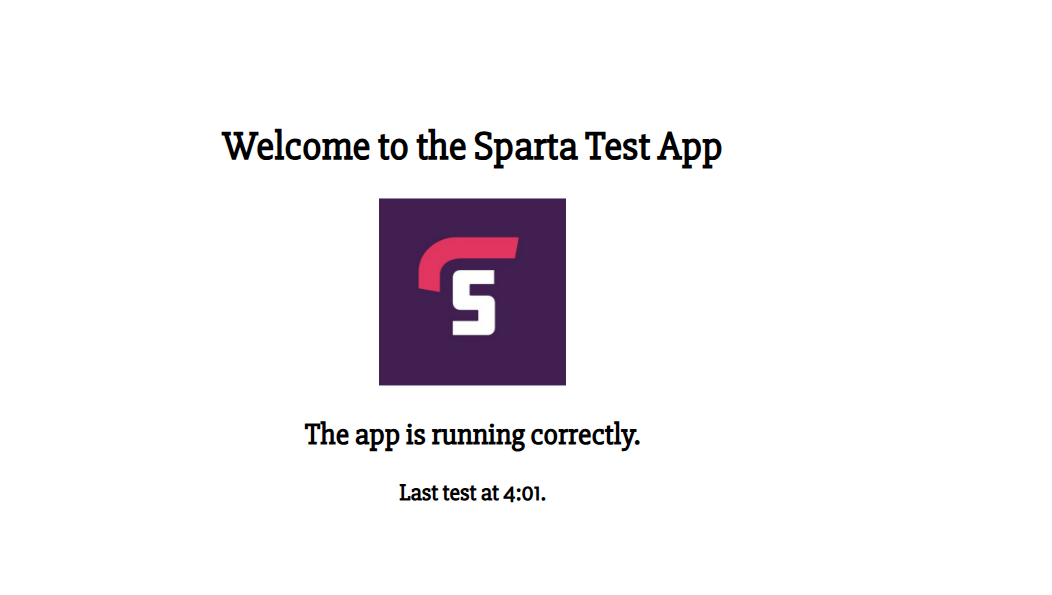 Welcome to the Sparta Test App
S
The app is running correctly.
Last test at 4:01.